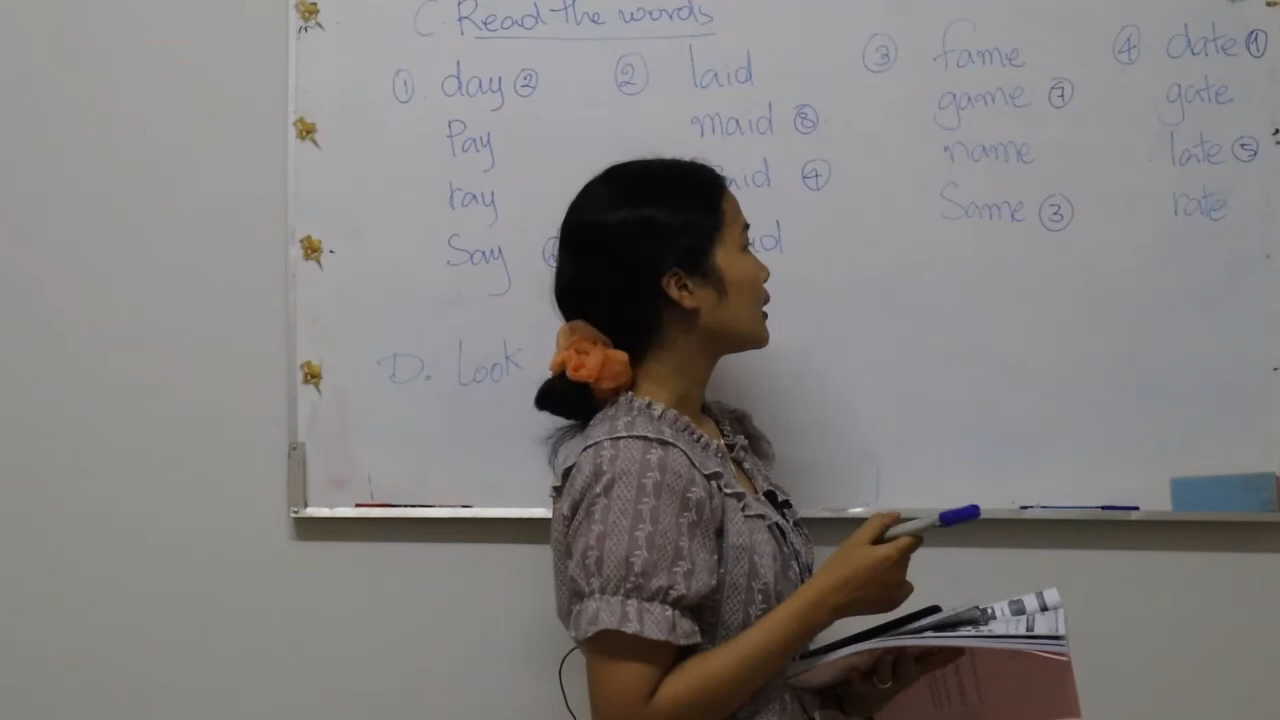 C. Read the words
① day ② ② laid ③ fame ④ date ①
Pay maid ⑧ game ⑦ gate
ray ④ name late ⑤
Say Same ③ rate
D. Look